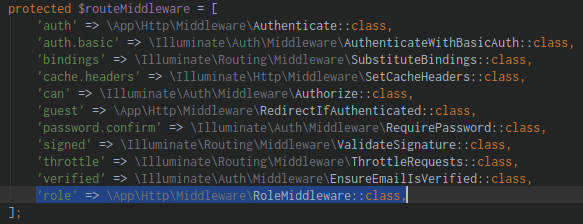 protected $routeMiddleware = [
'auth' => \App\Http\Middleware\Authenticate::class,
'auth.basic' => \Illuminate\Auth\Middleware\AuthenticateWithBasicAuth::class,
'bindings' => \Illuminate\Routing\Middleware\SubstituteBindings::class,
'cache.headers' => \Illuminate\Http\Middleware\SetCacheHeaders::class,
'can' => \Illuminate\Auth\Middleware\Authorize::class,
'guest' => \App\Http\Middleware\RedirectIfAuthenticated::class,
'password.confirm' => \Illuminate\Auth\Middleware\RequirePassword::class,
'signed' => \Illuminate\Routing\Middleware\ValidateSignature::class,
'throttle' => \Illuminate\Routing\Middleware\ThrottleRequests::class,
'verified' => \Illuminate\Auth\Middleware\EnsureEmailIsVerified::class,
'role' => \App\Http\Middleware\RoleMiddleware::class,
];